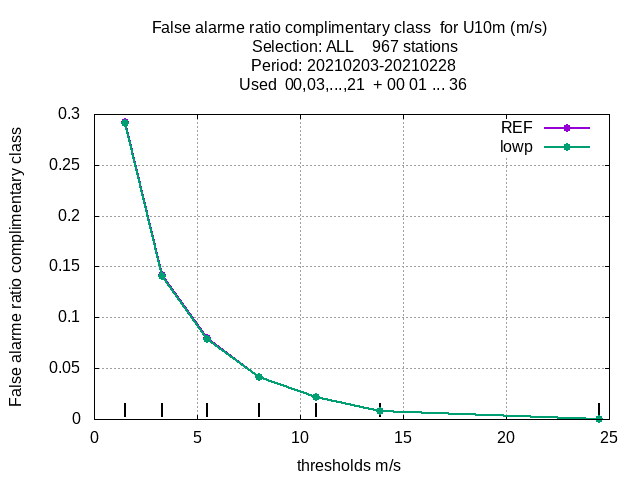 False alarme ratio complimentary class  for U10m (m/s)
Selection: ALL    967 stations
Period: 20210203-20210228
Used  00,03,...,21  + 00 01 ... 36
False alarme ratio complimentary class
0.3
0.25
0.2
0.15
0.1
0.05
0
REF
lowp
0 5 10 15 20 25
thresholds m/s